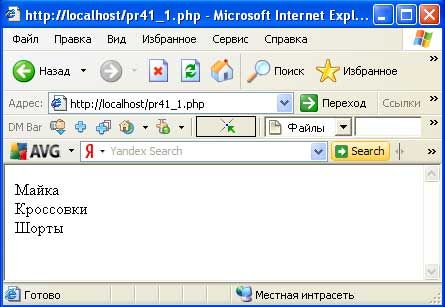 http://localhost/pr41_1.php - Microsoft Internet Expl...
Файл Правка Вид Избранное Сервис Справка
Назад Поиск Избранное
Адрес: http://localhost/pr41_1.php Переход Ссылки
DM Bar Файлы
AVG Я Yandex Search Search
Майка
Кроссовки
Шорты
Готово Местная интрасеть